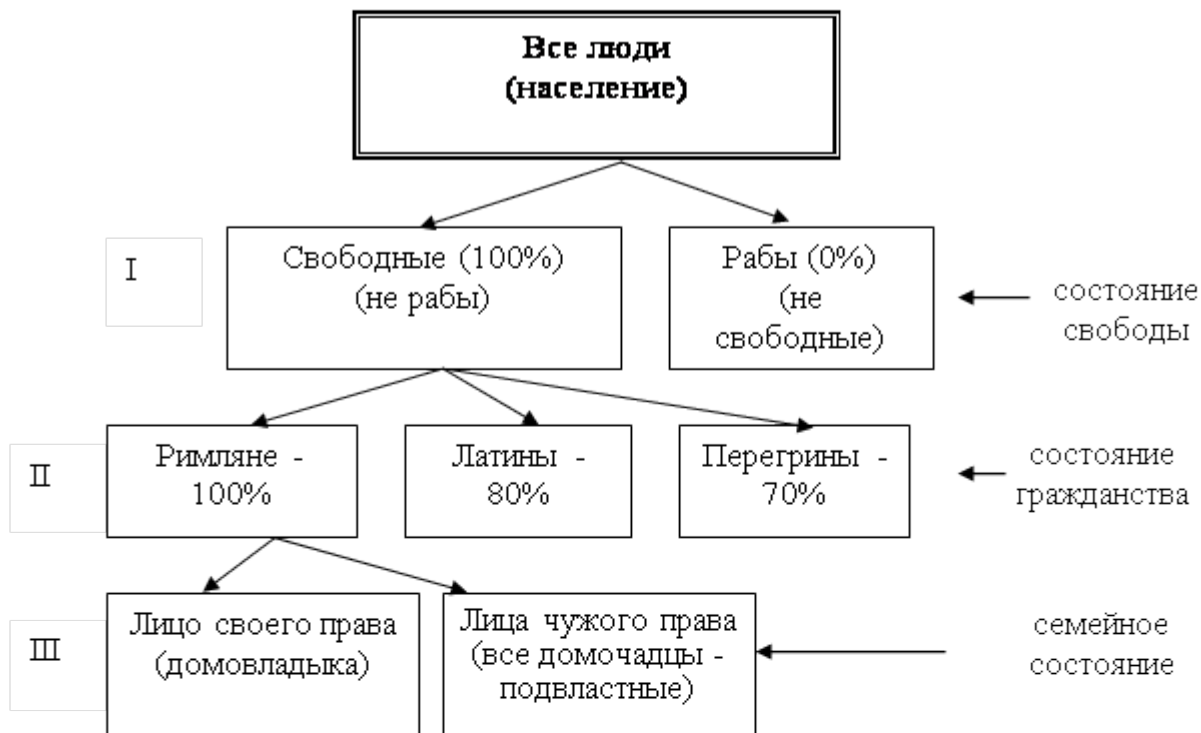 Все люди
(население)
I
Свободные (100%)
(не рабы)
Рабы (0%)
(не
свободные)
состояние
свободы
II
Римляне -
100%
Латины -
80%
Перегрины -
70%
состояние
гражданства
III
Лицо своего права
(домовладыка)
Лица чужого права
(все домочадцы -
подвластные)
семейное
состояние